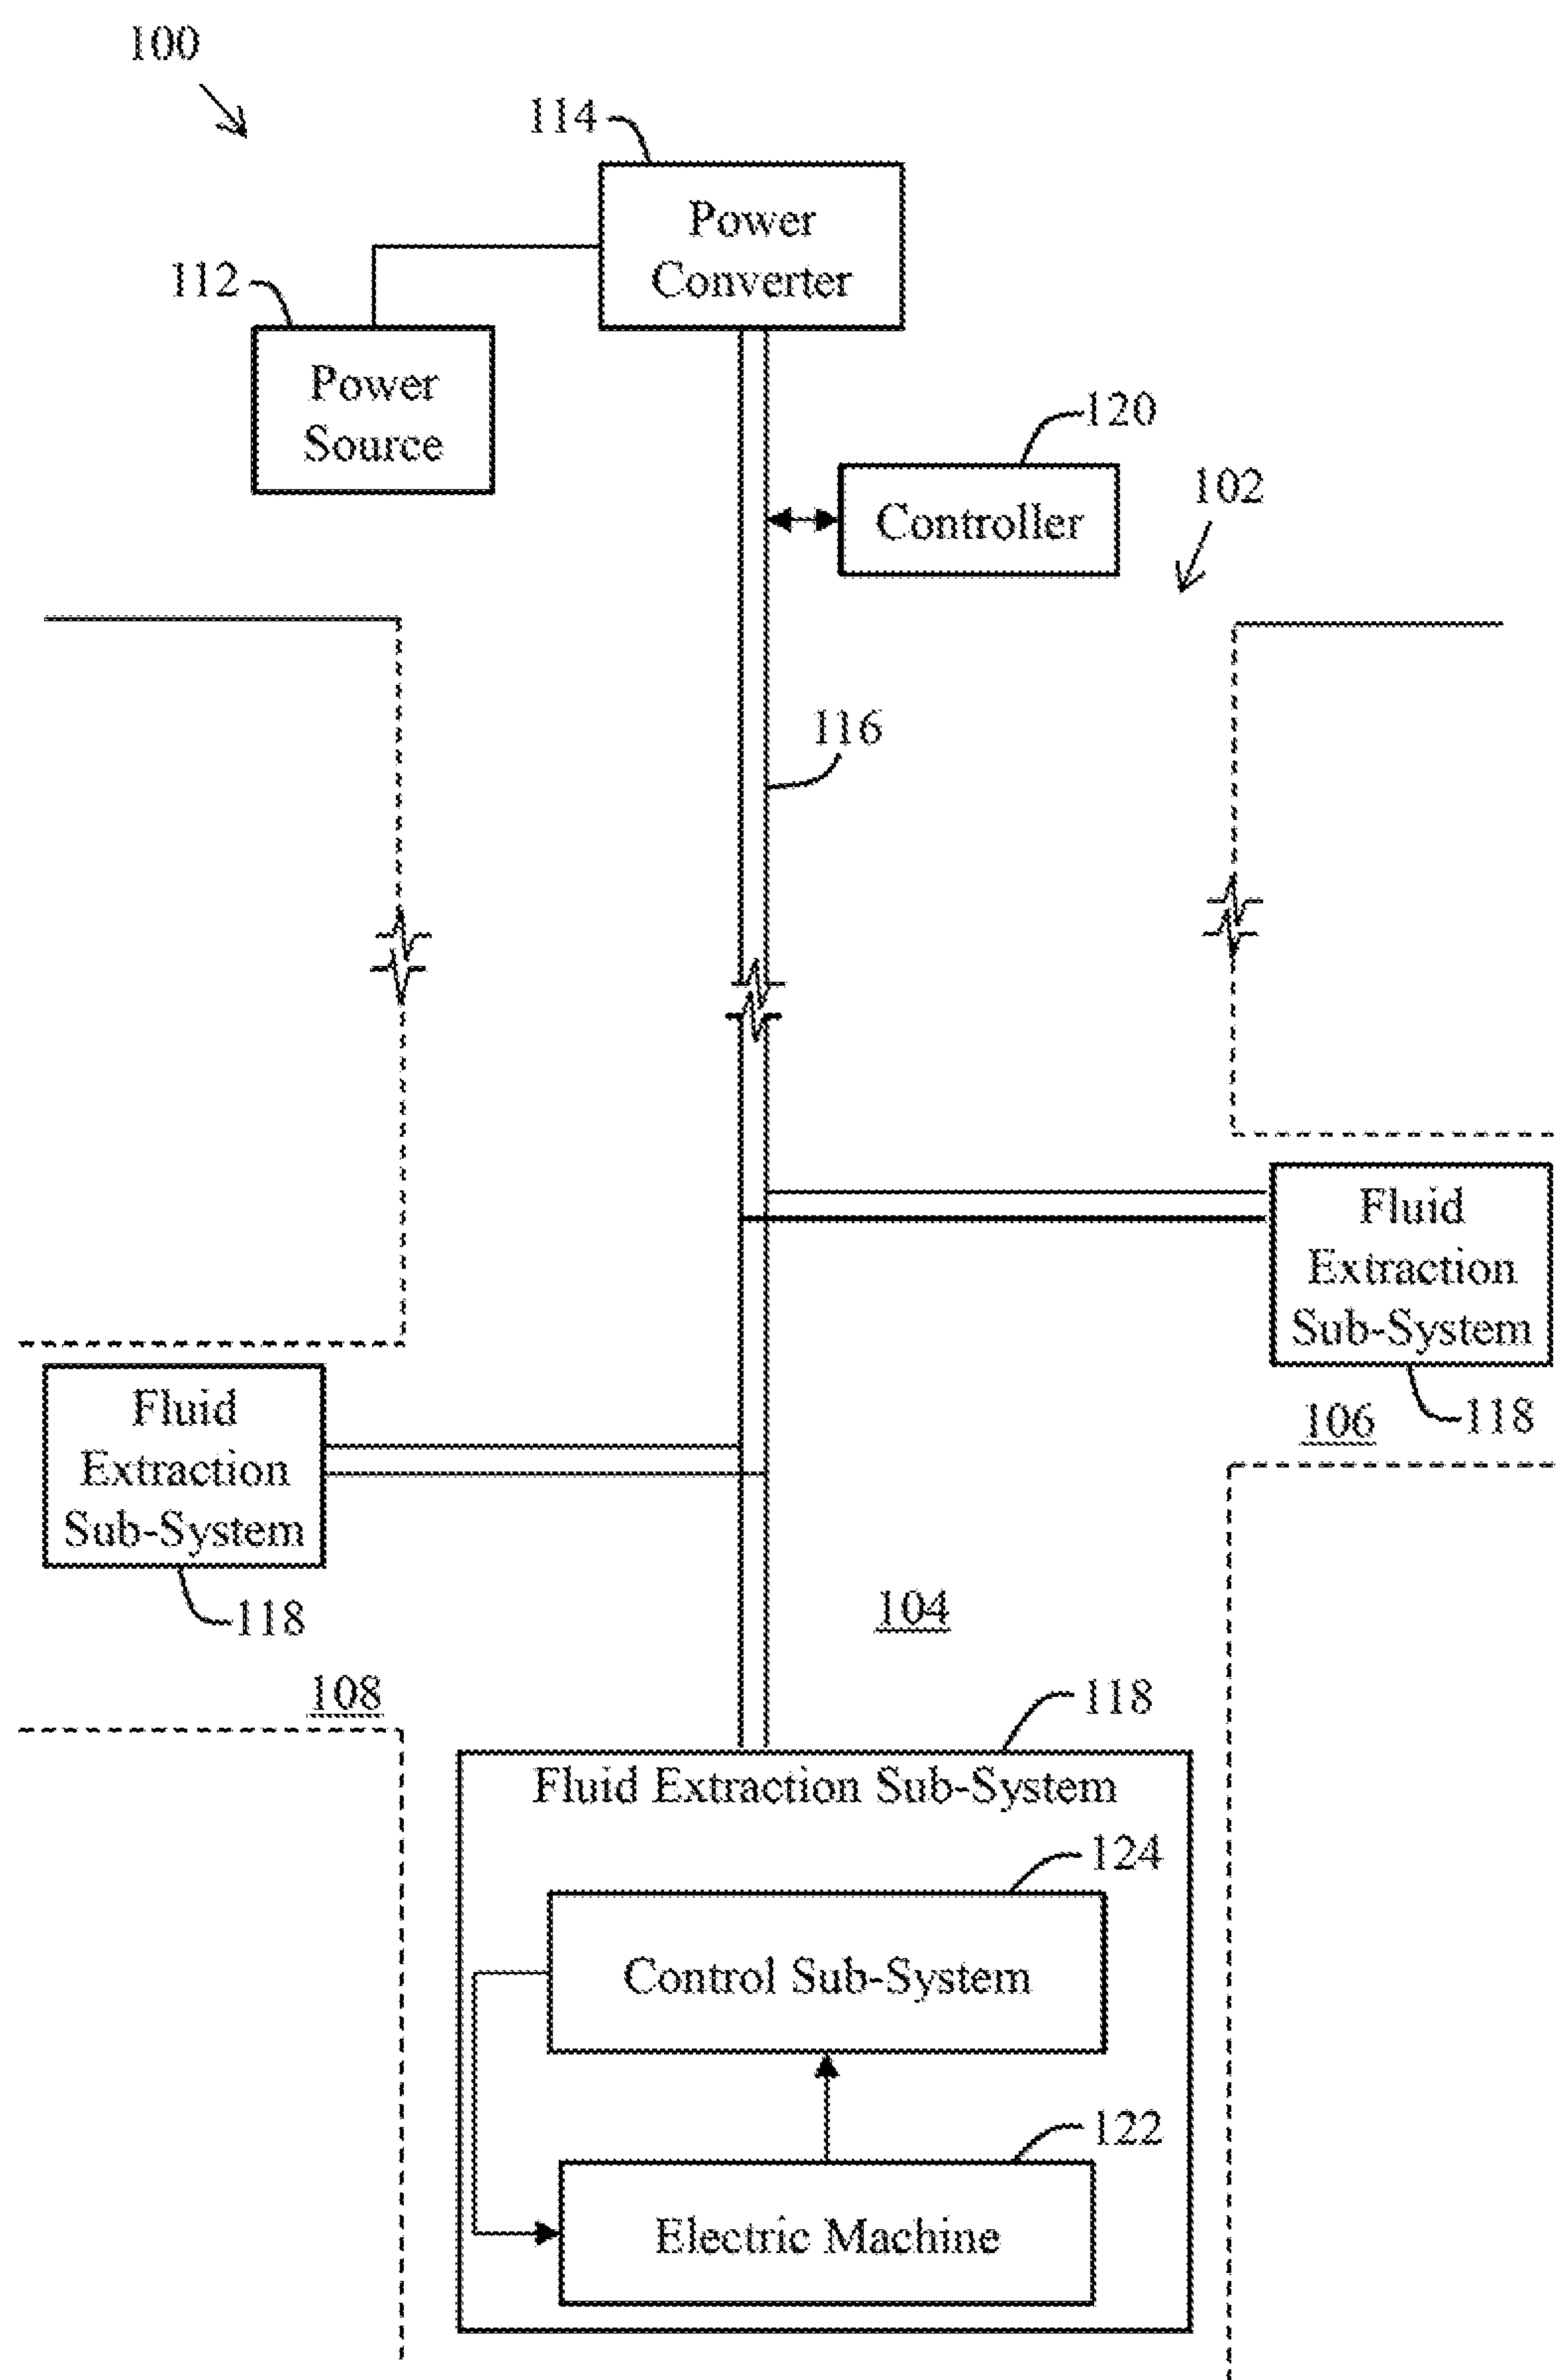 100
114
Power
Converter
112
Power
Source
120
Controller
102
116
Fluid
Extraction
Sub-System
106
118
Fluid
Extraction
Sub-System
118
104
108
118
Fluid Extraction Sub-System
124
Control Sub-System
122
Electric Machine